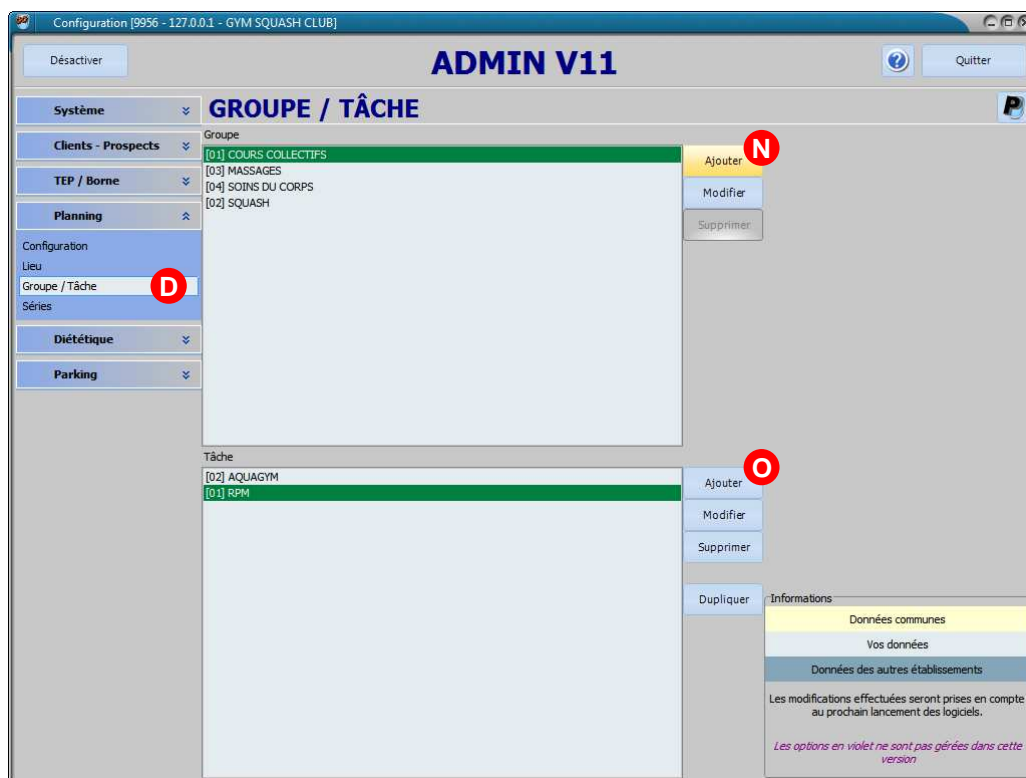 Configuration [9956 - 127.0.0.1 - GYM SQUASH CLUB]
Désactiver
ADMIN V11
Quitter
Système
GROUPE / TÂCHE
P
Clients - Prospects
TEP / Borne
Planning
Configuration
Lieu
Groupe / Tâche
D
Séries
Diététique
Parking
Groupe
[01] COURS COLLECTIFS
[03] MASSAGES
[04] SOINS DU CORPS
[02] SQUASH
Ajouter
N
Modifier
Supprimer
Tâche
[02] AQUAGYM
[01] RPM
Ajouter
O
Modifier
Supprimer
Dupliquer
Informations
Données communes
Vos données
Données des autres établissements
Les modifications effectuées seront prises en compte
au prochain lancement des logiciels.
Les options en violet ne sont pas gérées dans cette
version